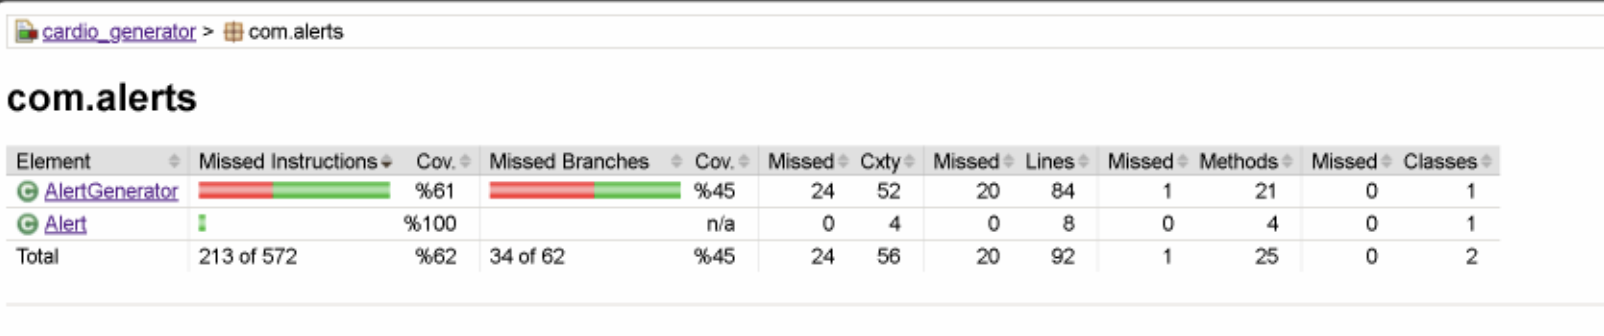 cardio_generator > com.alerts
com.alerts
Element Missed Instructions Cov. Missed Branches Cov. Missed Cxty Missed Lines Missed Methods Missed Classes
AlertGenerator %61 %45 24 52 20 84 1 21 0 1
Alert %100 n/a 0 4 0 8 0 4 0 1
Total 213 of 572 %62 34 of 62 %45 24 56 20 92 1 25 0 2